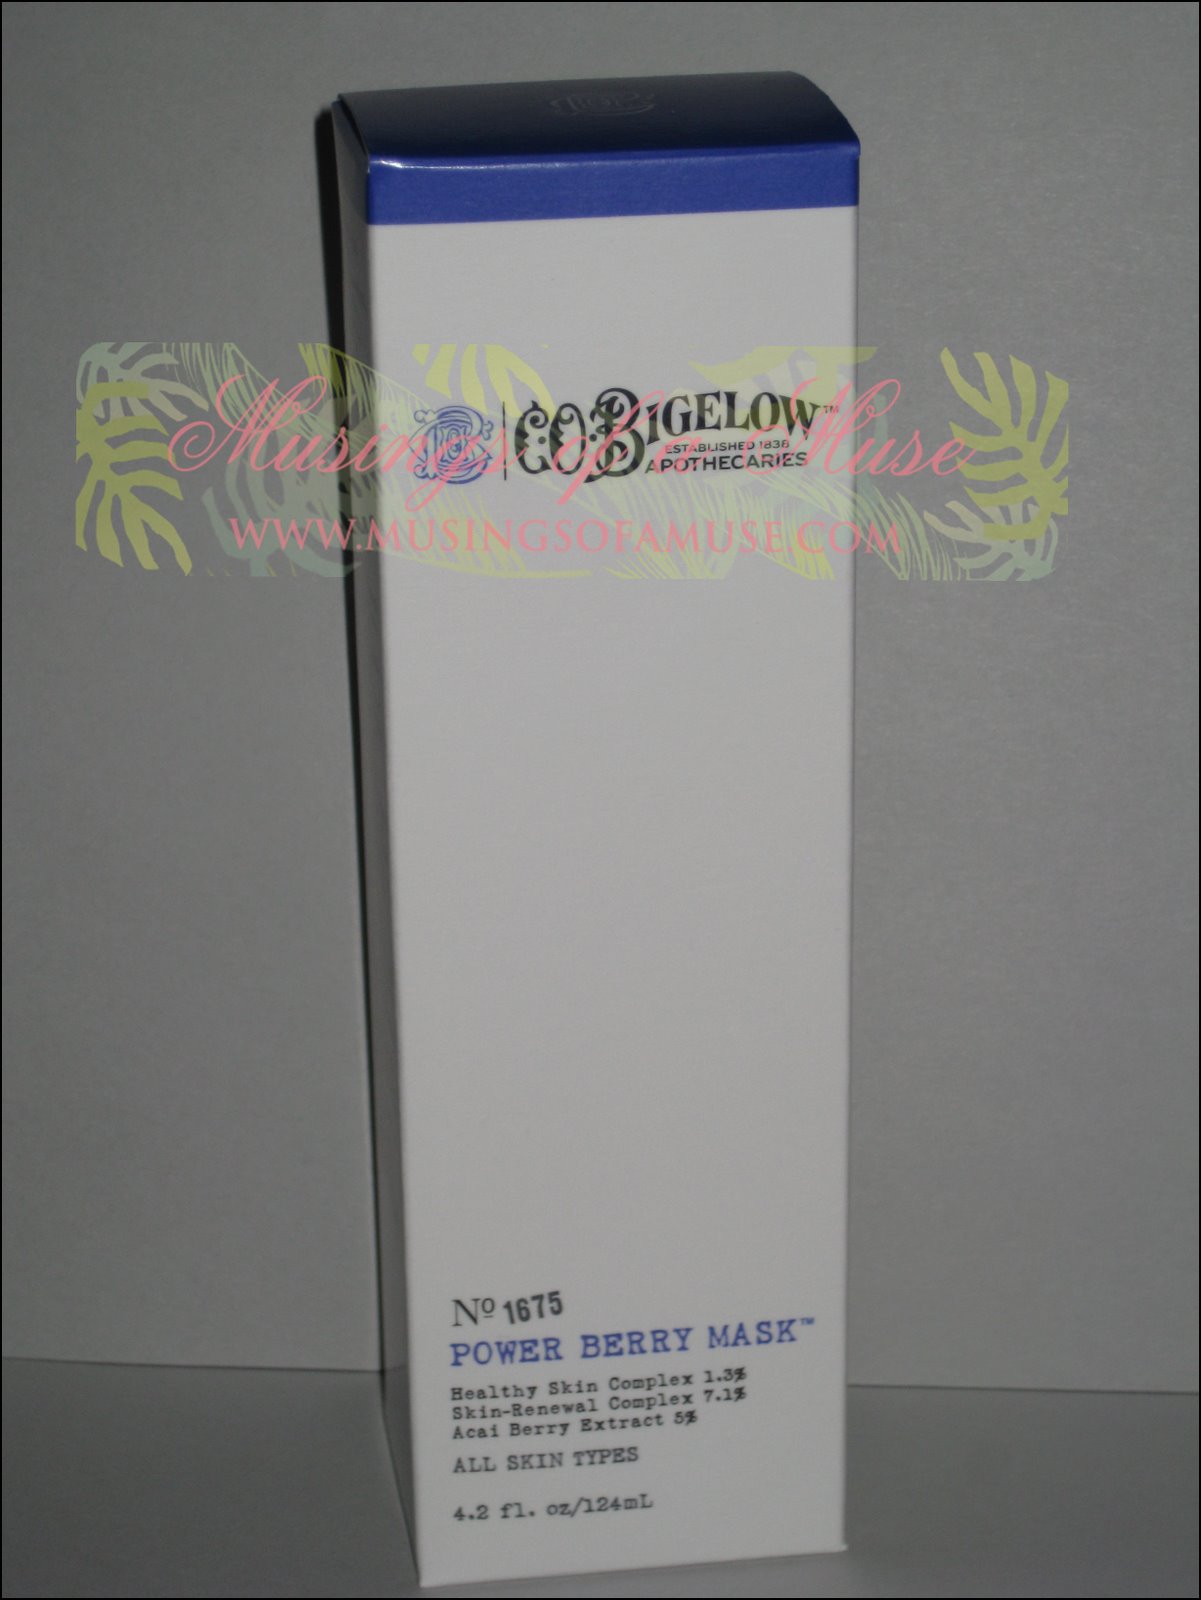 C.O. BIGELOW™
ESTABLISHED 1838
APOTHECARIES
Musings of a Muse
WWW.MUSINGSOFAMUSE.COM
Nº 1675
POWER BERRY MASK™
Healthy Skin Complex 1.3%
Skin-Renewal Complex 7.1%
Acai Berry Extract 5%
ALL SKIN TYPES
4.2 fl. oz/124mL